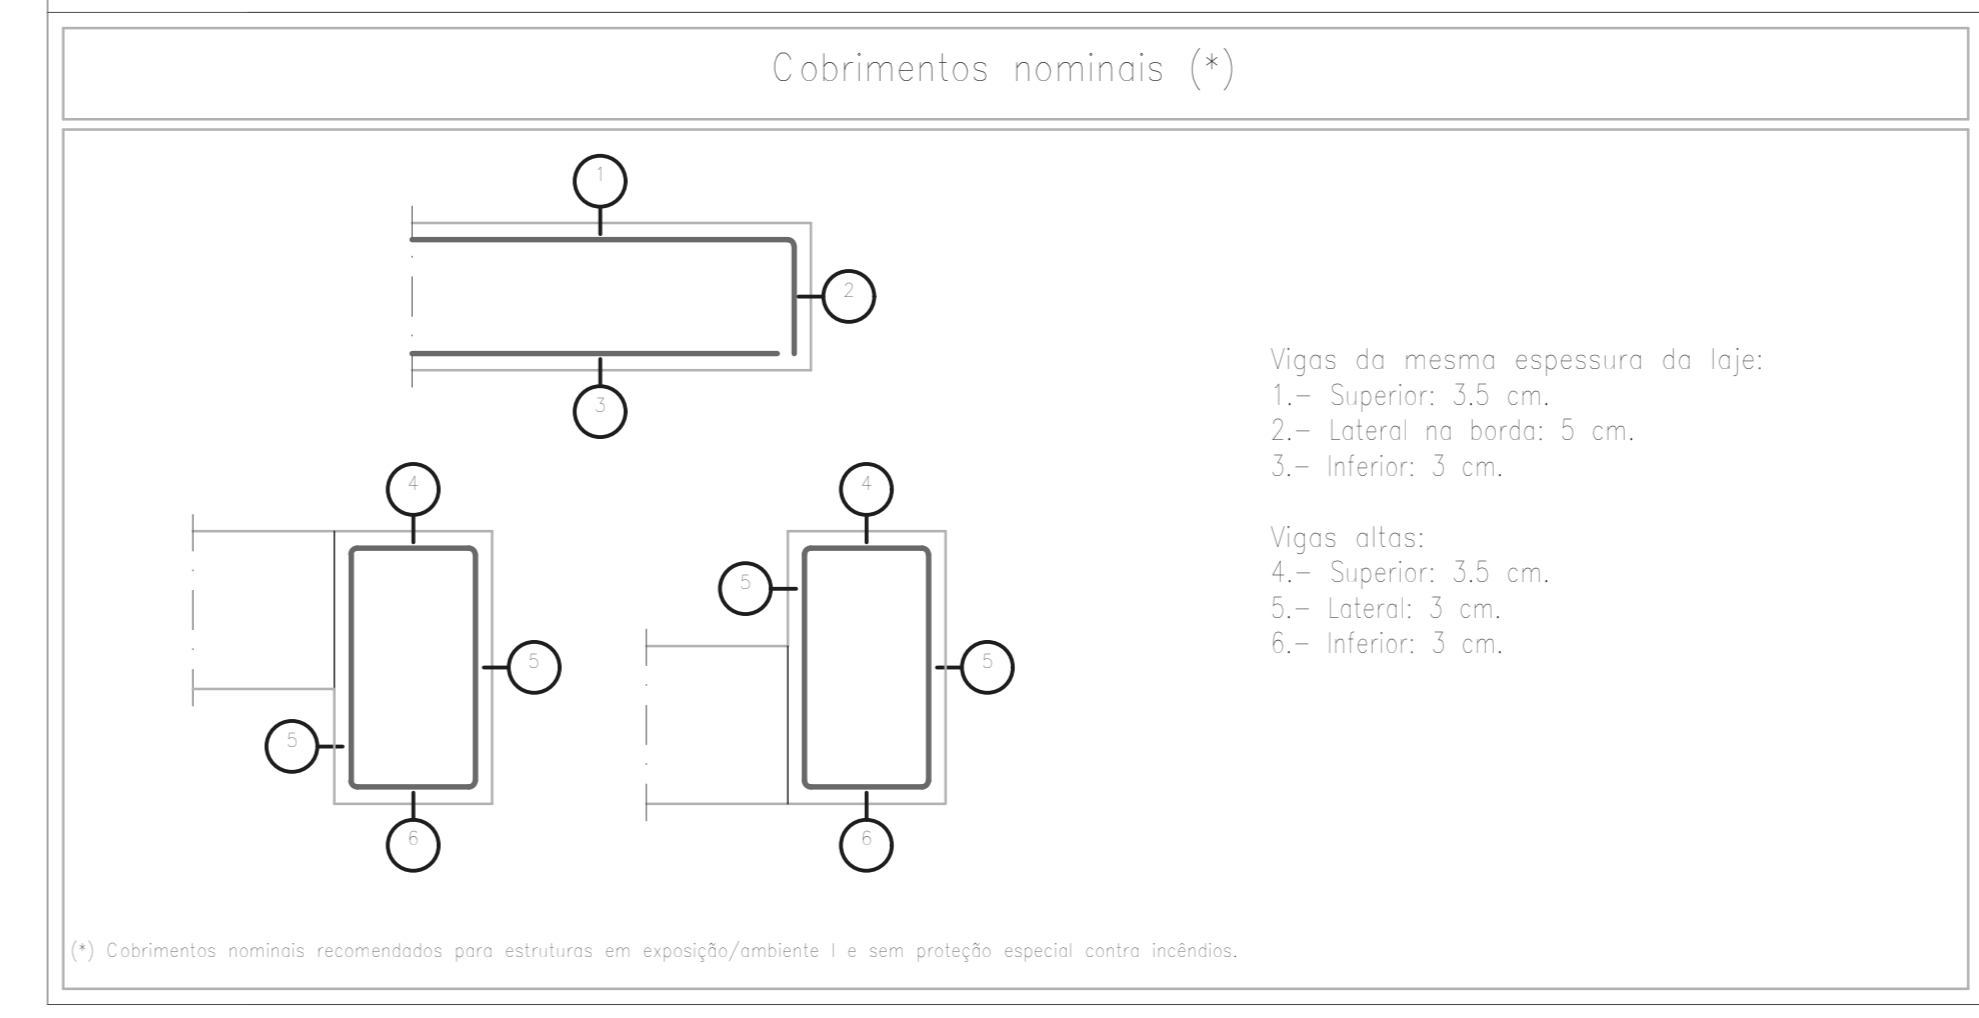 Cobrimentos nominais (*)
1
2
3
4
4
5
5
5
5
6
6
Vigas da mesma espessura da laje:
1.- Superior: 3.5 cm.
2.- Lateral na borda: 5 cm.
3.- Inferior: 3 cm.
Vigas altas:
4.- Superior: 3.5 cm.
5.- Lateral: 3 cm.
6.- Inferior: 3 cm.
(*) Cobrimentos nominais recomendados para estruturas em exposição/ambiente I e sem proteção especial contra incêndios.